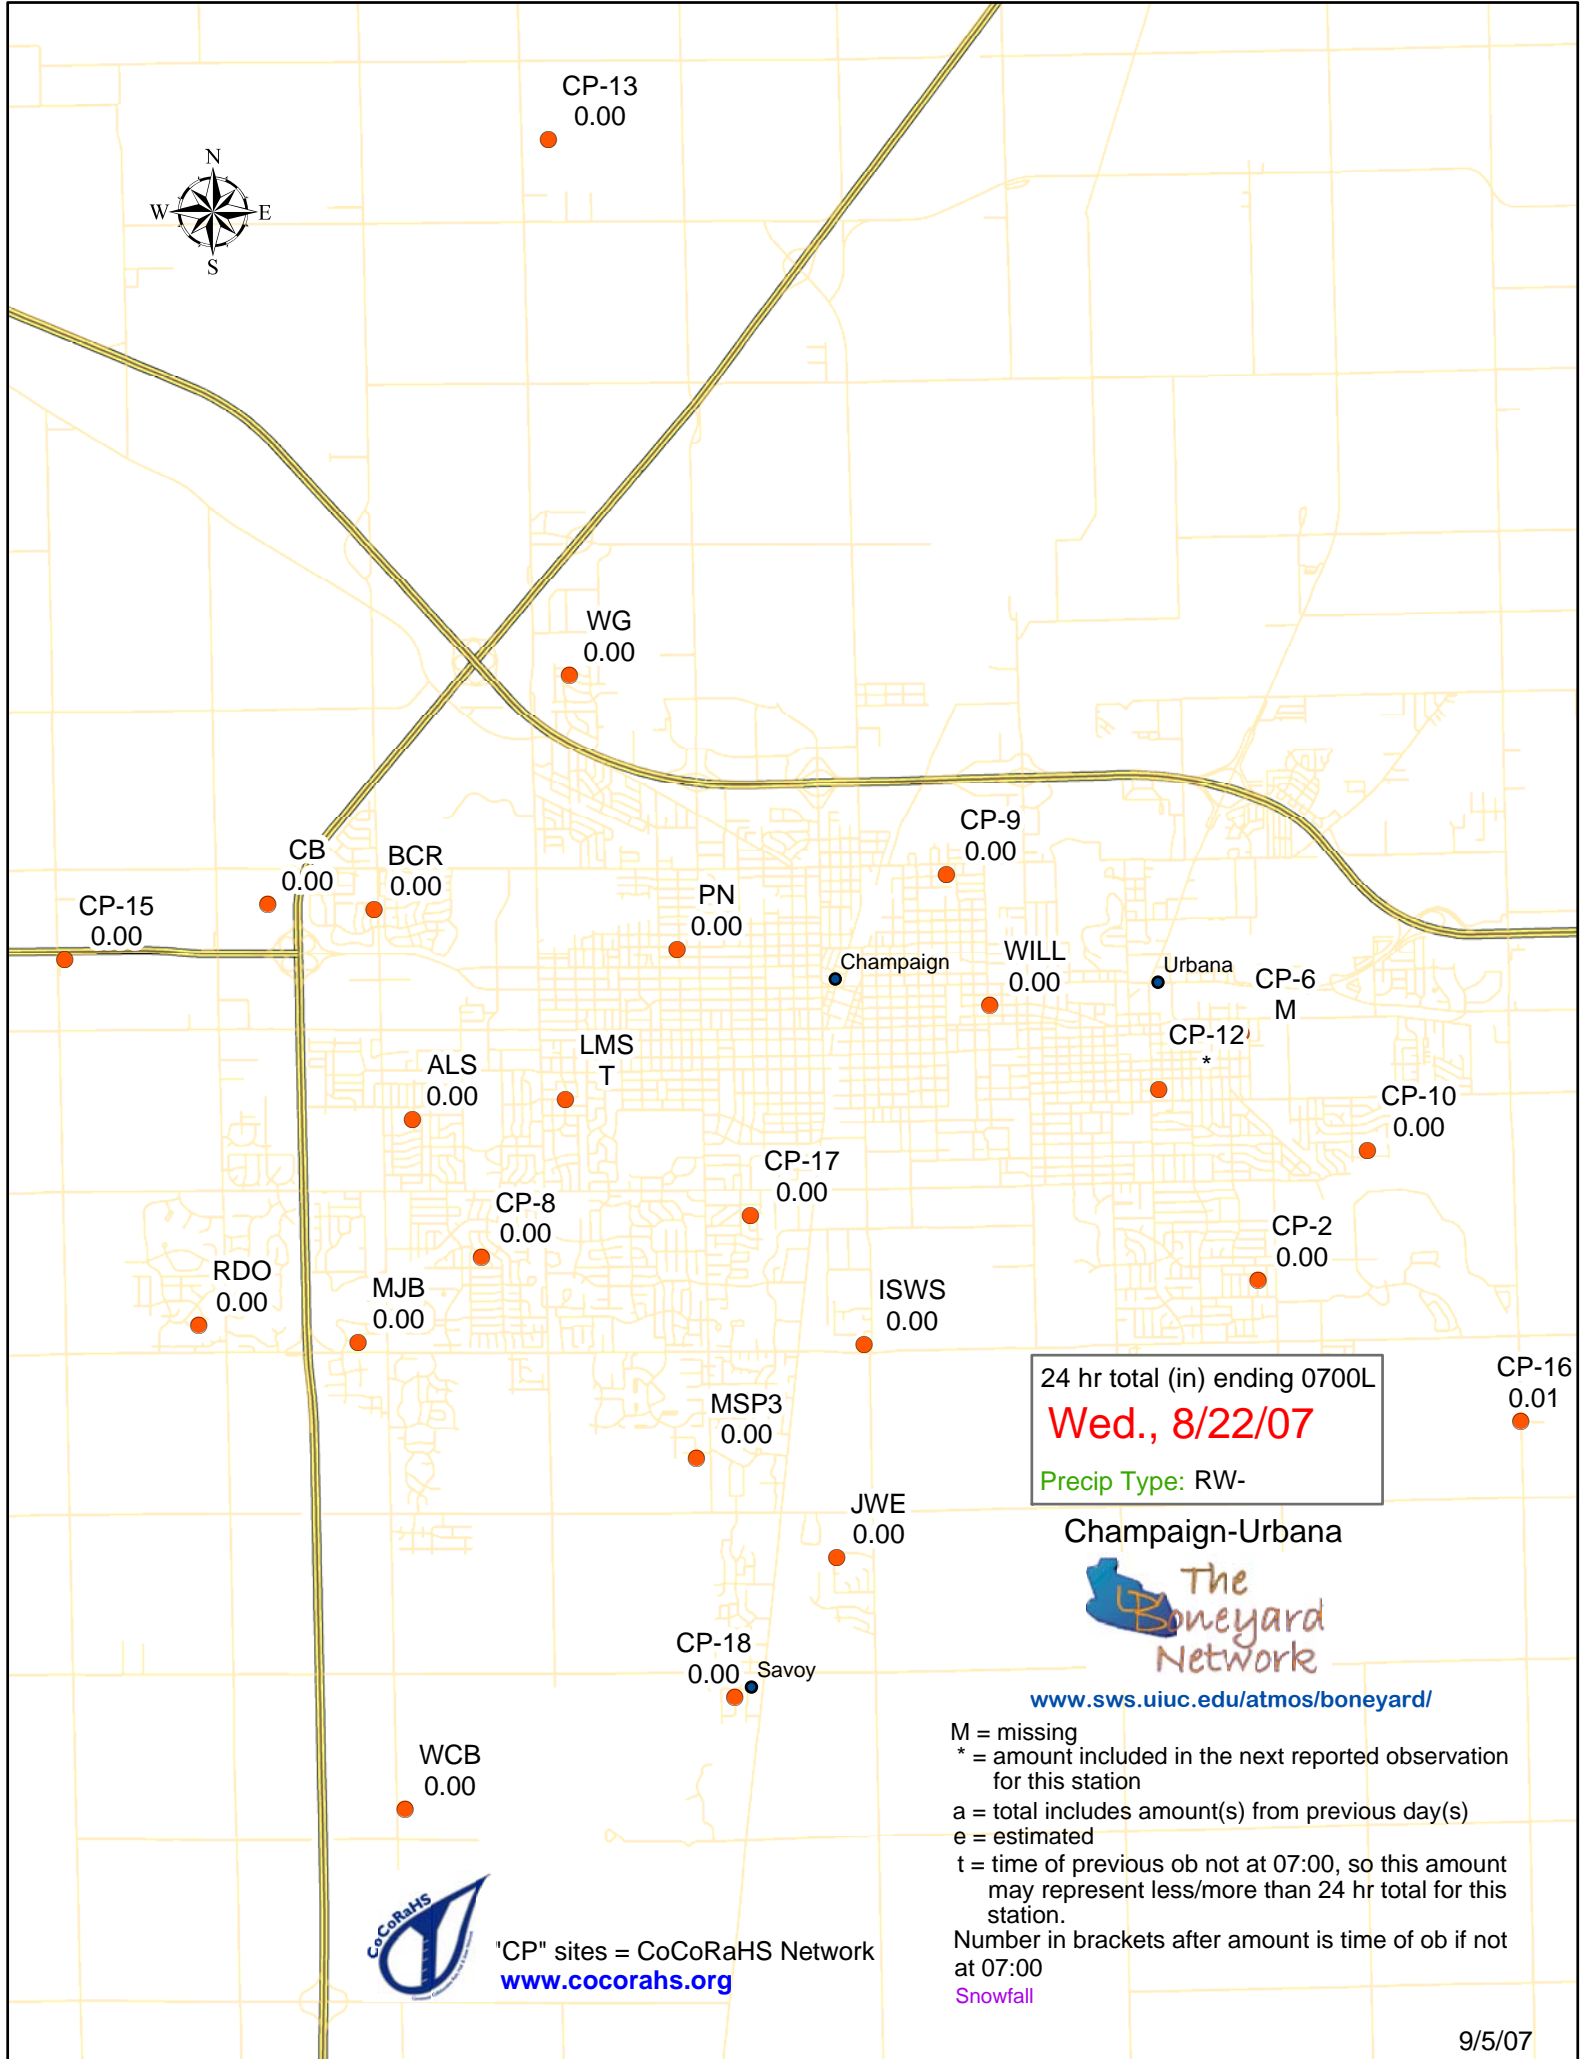 CP-13
0.00
N
W E
S
WG
0.00
CP-9
0.00
CB
0.00
BCR
0.00
PN
0.00
CP-15
0.00
Champaign
WILL
0.00
Urbana
CP-6
M
CP-12
*
LMS
T
ALS
0.00
CP-10
0.00
CP-17
0.00
CP-8
0.00
CP-2
0.00
RDO
0.00
MJB
0.00
ISWS
0.00
CP-16
0.01
MSP3
0.00
24 hr total (in) ending 0700L
Wed., 8/22/07
Precip Type: RW-
JWE
0.00
Champaign-Urbana
The
Boneyard
Network
CP-18
0.00
Savoy
www.sws.uiuc.edu/atmos/boneyard/
WCB
0.00
M = missing
* = amount included in the next reported observation
for this station
a = total includes amount(s) from previous day(s)
e = estimated
t = time of previous ob not at 07:00, so this amount
may represent less/more than 24 hr total for this
station.
Number in brackets after amount is time of ob if not
at 07:00
Snowfall
CoCoRaHS
"CP" sites = CoCoRaHS Network
www.cocorahs.org
9/5/07